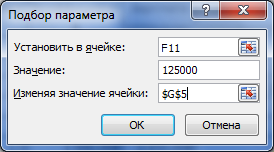 Подбор параметра
Установить в ячейке: F11
Значение: 125000
Изменяя значение ячейки: $G$5
ОК Отмена